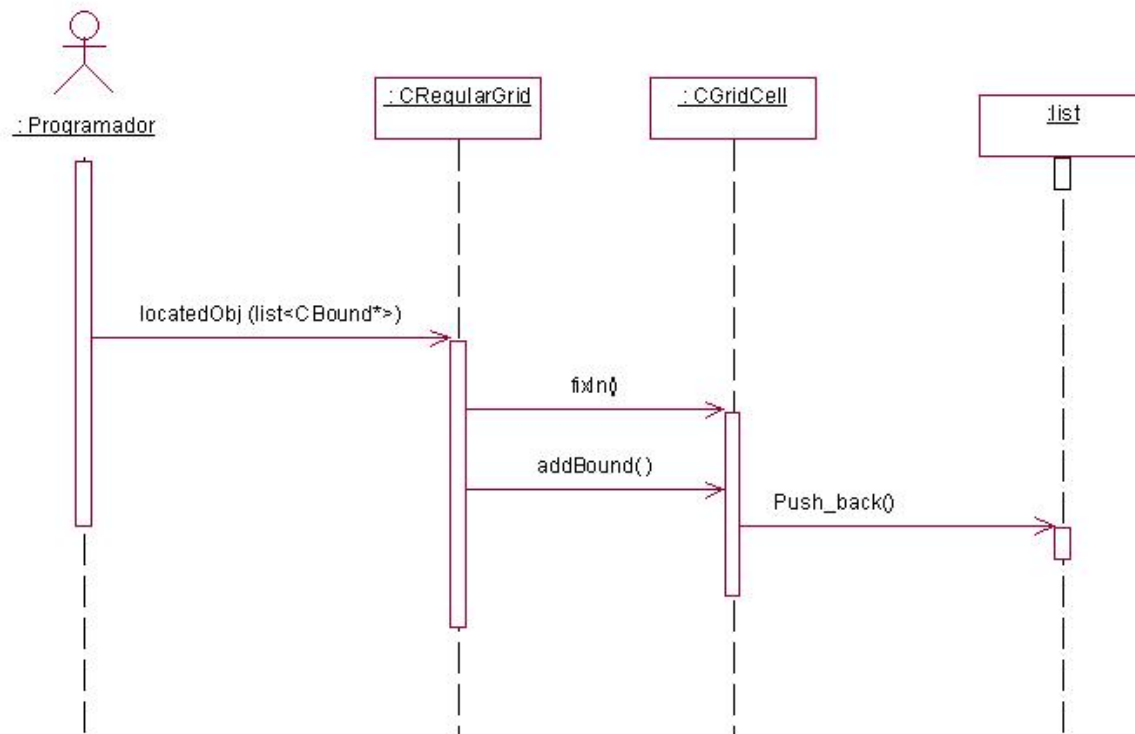 : Programador
: CRegularGrid
: CGridCell
:list
locatedObj (list<CBound*>)
fixIn()
addBound()
Push_back()